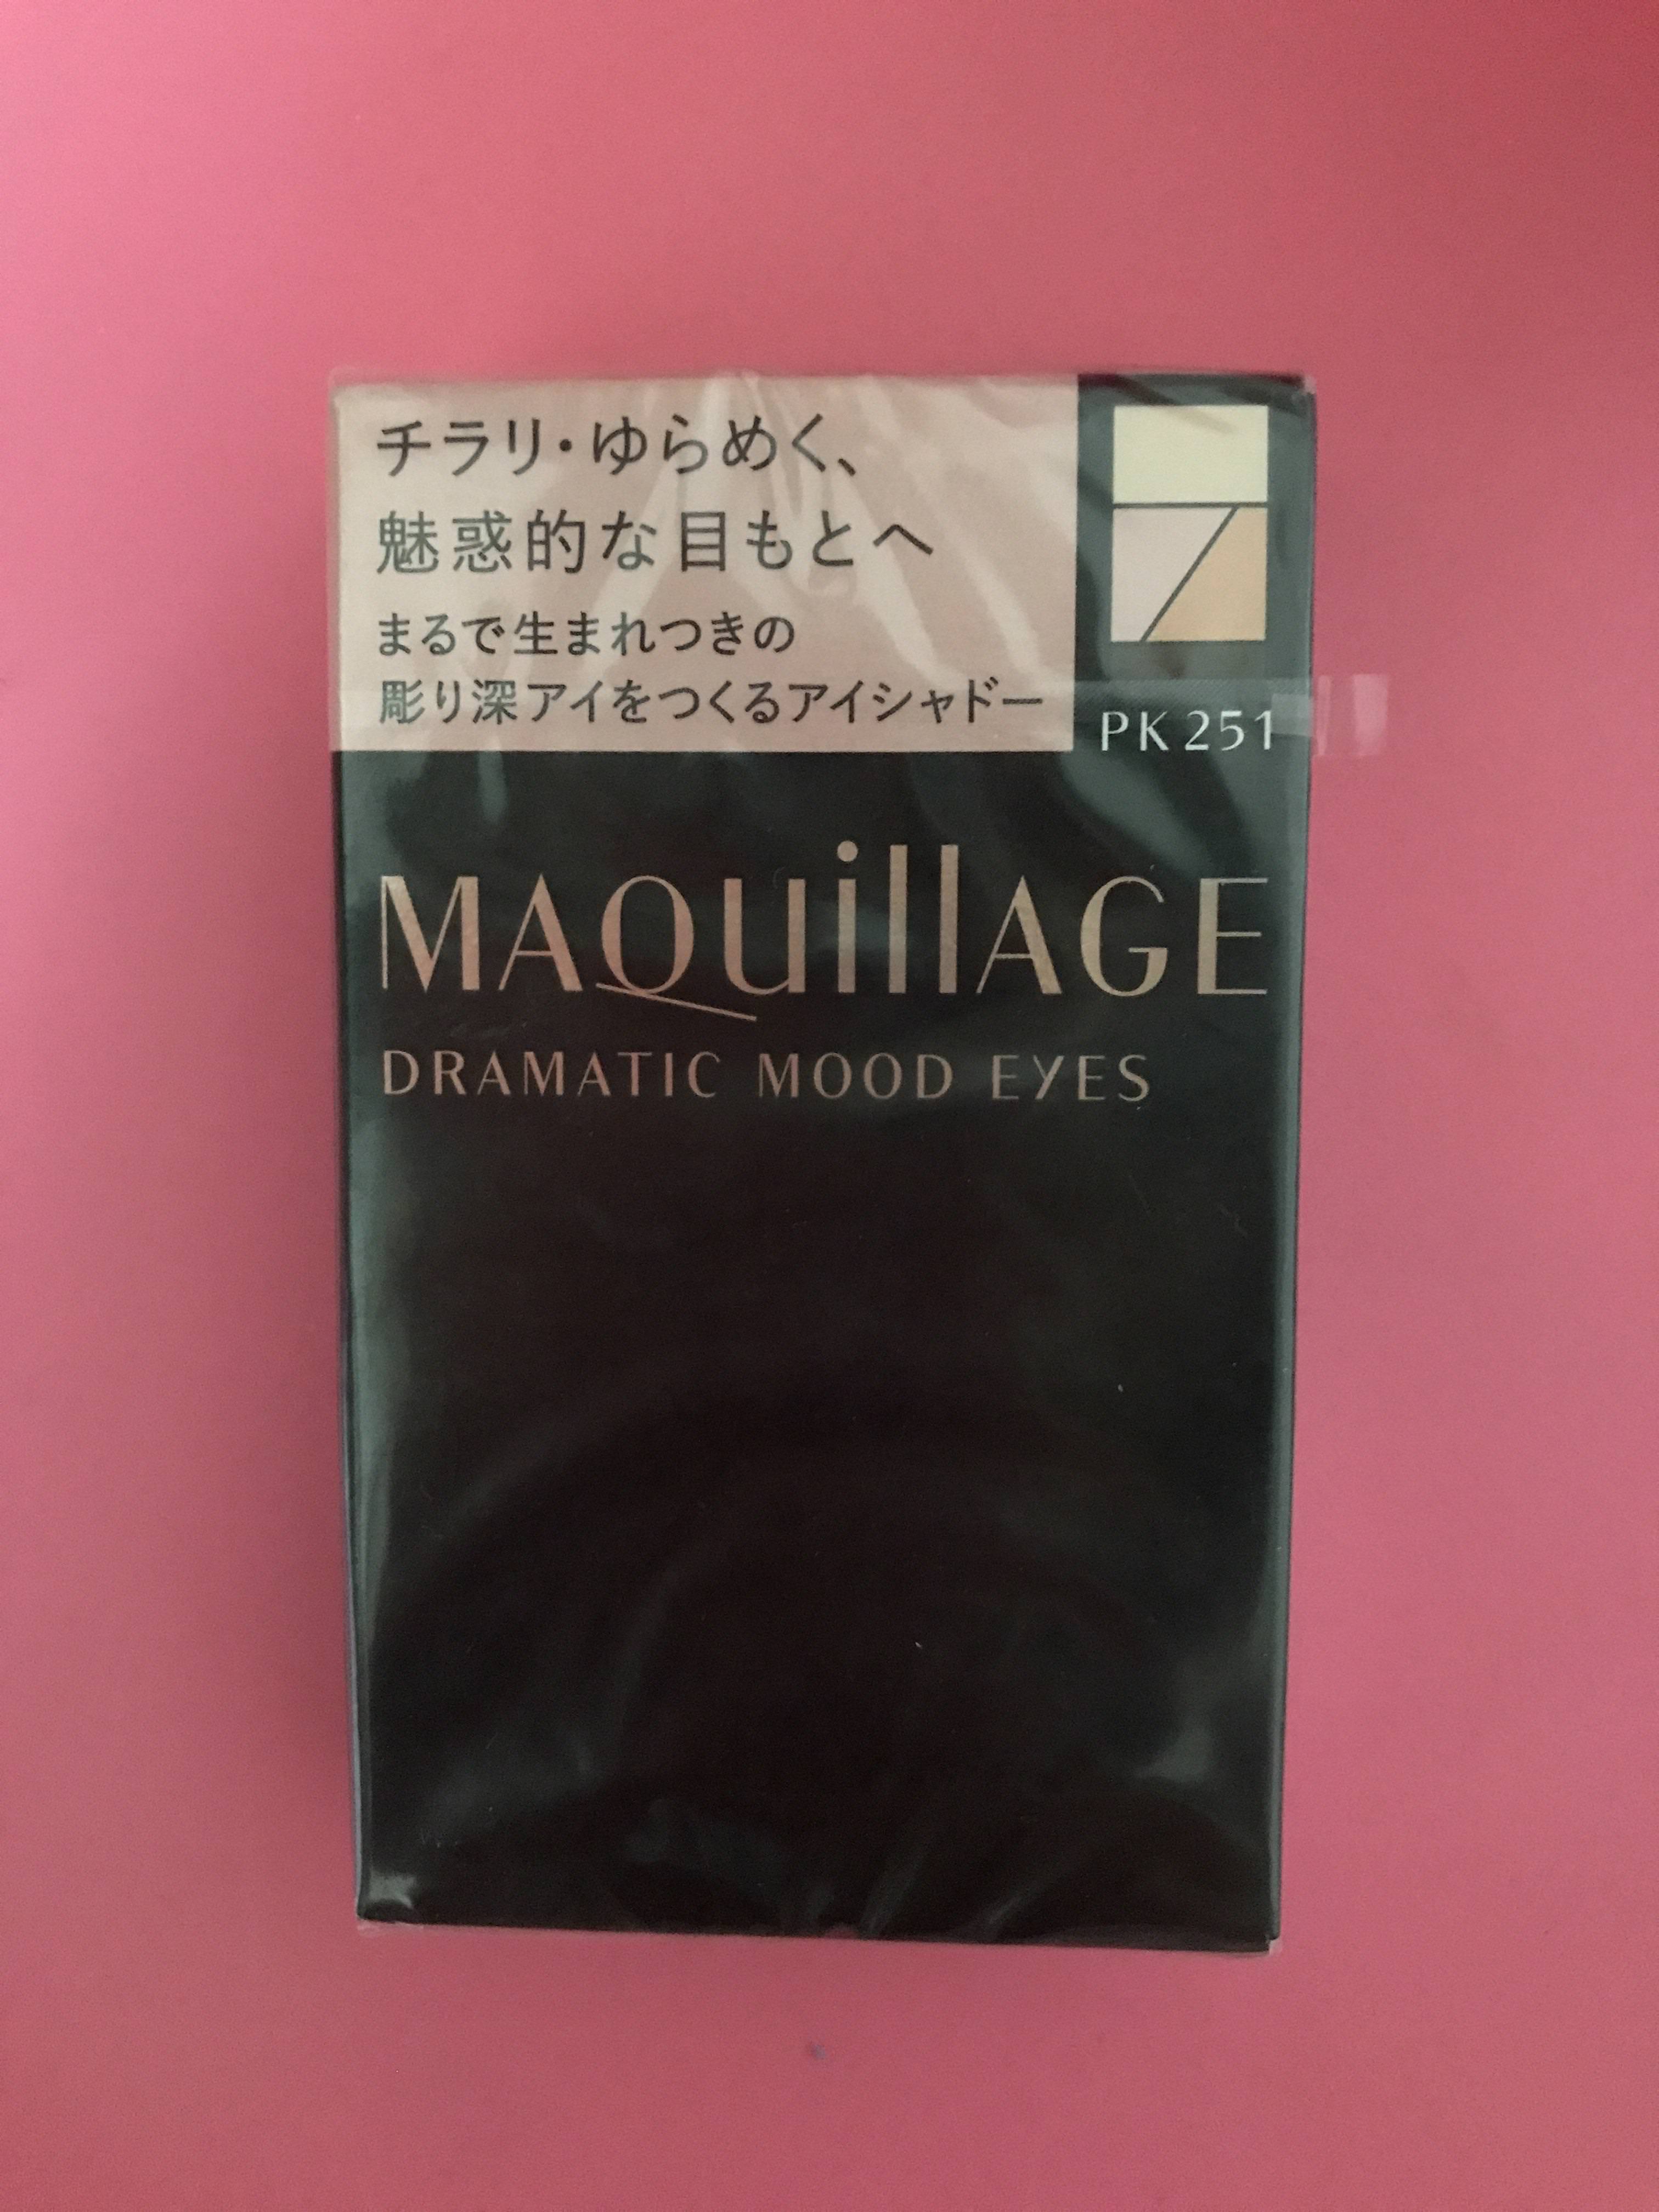 チラリ・ゆらめく、
魅惑的な目もとへ
まるで生まれつきの
彫り深アイをつくるアイシャドー
PK 251
MAQuillAGE
DRAMATIC MOOD EYES